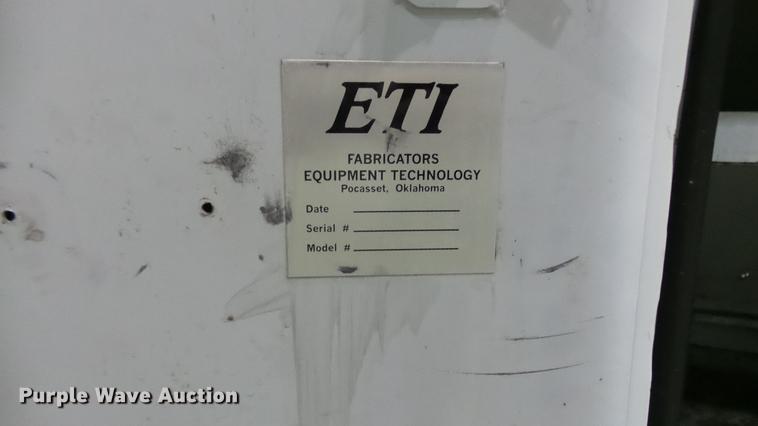 ETI
FABRICATORS
EQUIPMENT TECHNOLOGY
Pocasset, Oklahoma
Date
Serial #
Model #
Purple Wave Auction